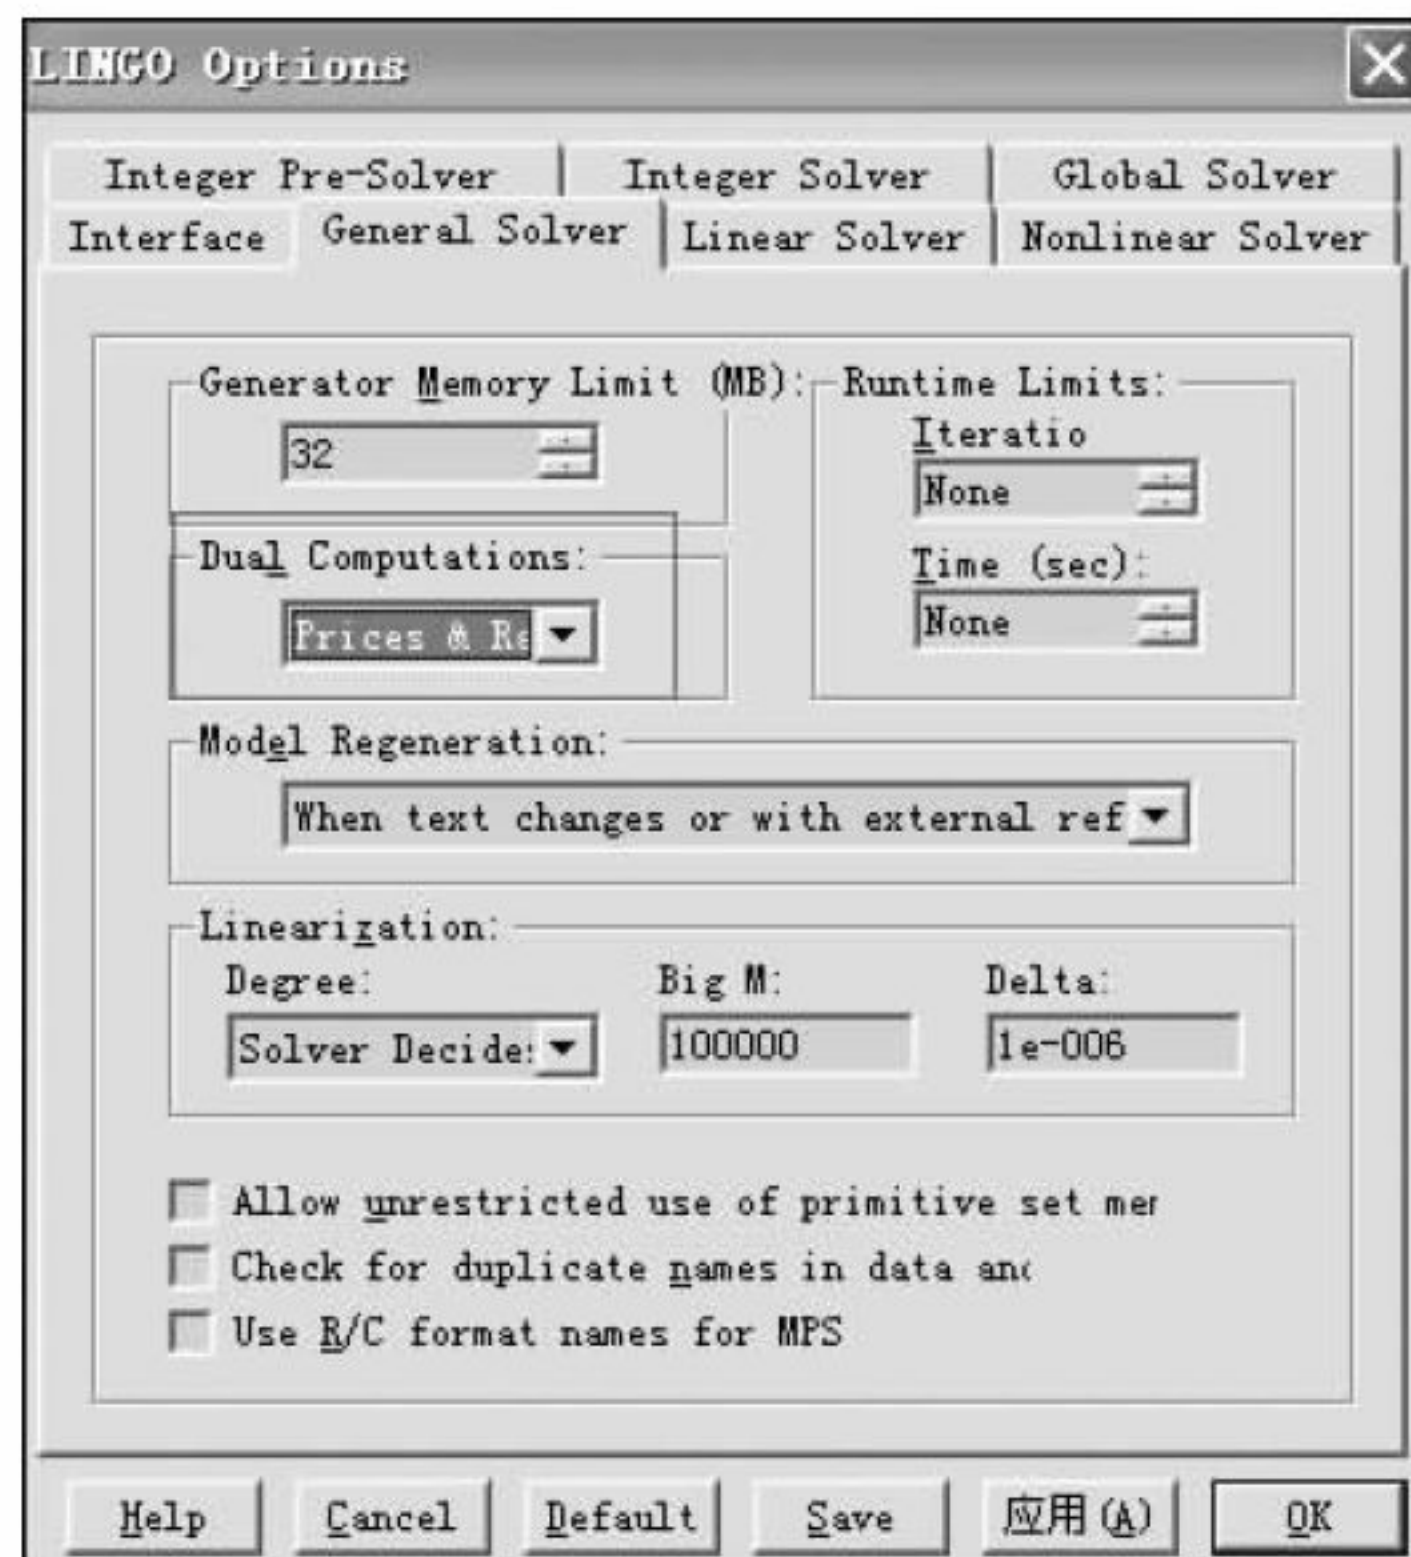 LINGO Options
Integer Pre-Solver Integer Solver Global Solver
Interface General Solver Linear Solver Nonlinear Solver
Generator Memory Limit (MB): Runtime Limits:
Iteratio
32
None
Dual Computations:
Time (sec):
Prices & Re
None
Model Regeneration:
When text changes or with external ref
Linearization:
Degree: Big M: Delta:
Solver Decide 100000 1e-006
Allow unrestricted use of primitive set mer
Check for duplicate names in data and
Use R/C format names for MPS
Help Cancel Default Save 应用(A) OK